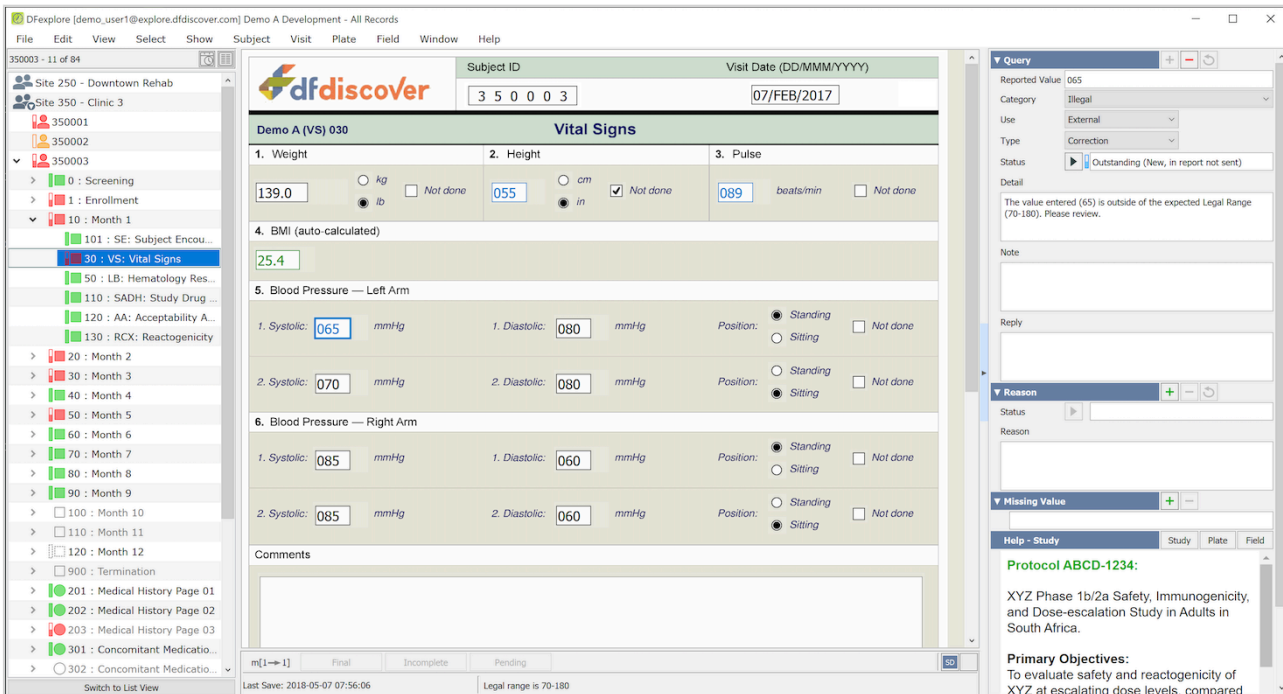 DFexplore [demo_user1@explore.dfdiscover.com] Demo A Development - All Records
File Edit View Select Show Subject Visit Plate Field Window Help
350003 - 11 of 84
Site 250 - Downtown Rehab
Site 350 - Clinic 3
350001
350002
350003
0 : Screening
1 : Enrollment
10 : Month 1
101 : SE: Subject Encou...
30 : VS: Vital Signs
50 : LB: Hematology Res...
110 : SADH: Study Drug ...
120 : AA: Acceptability A...
130 : RCX: Reactogenicity
20 : Month 2
30 : Month 3
40 : Month 4
50 : Month 5
60 : Month 6
70 : Month 7
80 : Month 8
90 : Month 9
100 : Month 10
110 : Month 11
120 : Month 12
900 : Termination
201 : Medical History Page 01
202 : Medical History Page 02
203 : Medical History Page 03
301 : Concomitant Medicatio...
302 : Concomitant Medicatio...
Switch to List View
dfdiscover
Subject ID Visit Date (DD/MMM/YYYY)
3 5 0 0 0 3 07/FEB/2017
Demo A (VS) 030 Vital Signs
1. Weight 2. Height 3. Pulse
139.0 kg lb Not done 055 cm in Not done 089 beats/min Not done
4. BMI (auto-calculated)
25.4
5. Blood Pressure — Left Arm
1. Systolic: 065 mmHg 1. Diastolic: 080 mmHg Position: Standing Sitting Not done
2. Systolic: 070 mmHg 2. Diastolic: 080 mmHg Position: Standing Sitting Not done
6. Blood Pressure — Right Arm
1. Systolic: 085 mmHg 1. Diastolic: 060 mmHg Position: Standing Sitting Not done
2. Systolic: 085 mmHg 2. Diastolic: 060 mmHg Position: Standing Sitting Not done
Comments
m[1→1] Final Incomplete Pending SD
Last Save: 2018-05-07 07:56:06 Legal range is 70-180
Query
Reported Value 065
Category Illegal
Use External
Type Correction
Status Outstanding (New, in report not sent)
Detail
The value entered (65) is outside of the expected Legal Range
(70-180). Please review.
Note
Reply
Reason
Status
Reason
Missing Value
Help - Study Study Plate Field
Protocol ABCD-1234:
XYZ Phase 1b/2a Safety, Immunogenicity,
and Dose-escalation Study in Adults in
South Africa.
Primary Objectives:
To evaluate safety and reactogenicity of
XYZ at escalating dose levels, compared